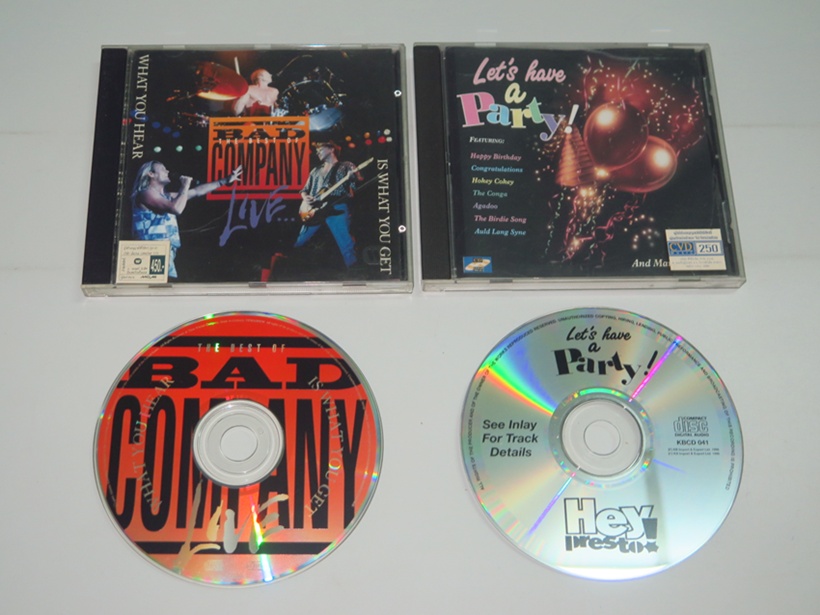 WHAT YOU HEAR
THE BEST OF
BAD
COMPANY
LIVE...
IS WHAT YOU GET
450.-
Let's have
a
Party!
FEATURING:
Happy Birthday
Congratulations
Hokey Cokey
The Conga
Agadoo
The Birdie Song
Auld Lang Syne
And
CVD 250
THE BEST OF
BAD
COMPANY
WHAT YOU HEAR
IS WHAT YOU GET
LIVE
Let's have
a
Party!
See Inlay
For Track
Details
COMPACT
disc
DIGITAL AUDIO
KBCD 041
Hey
presto!